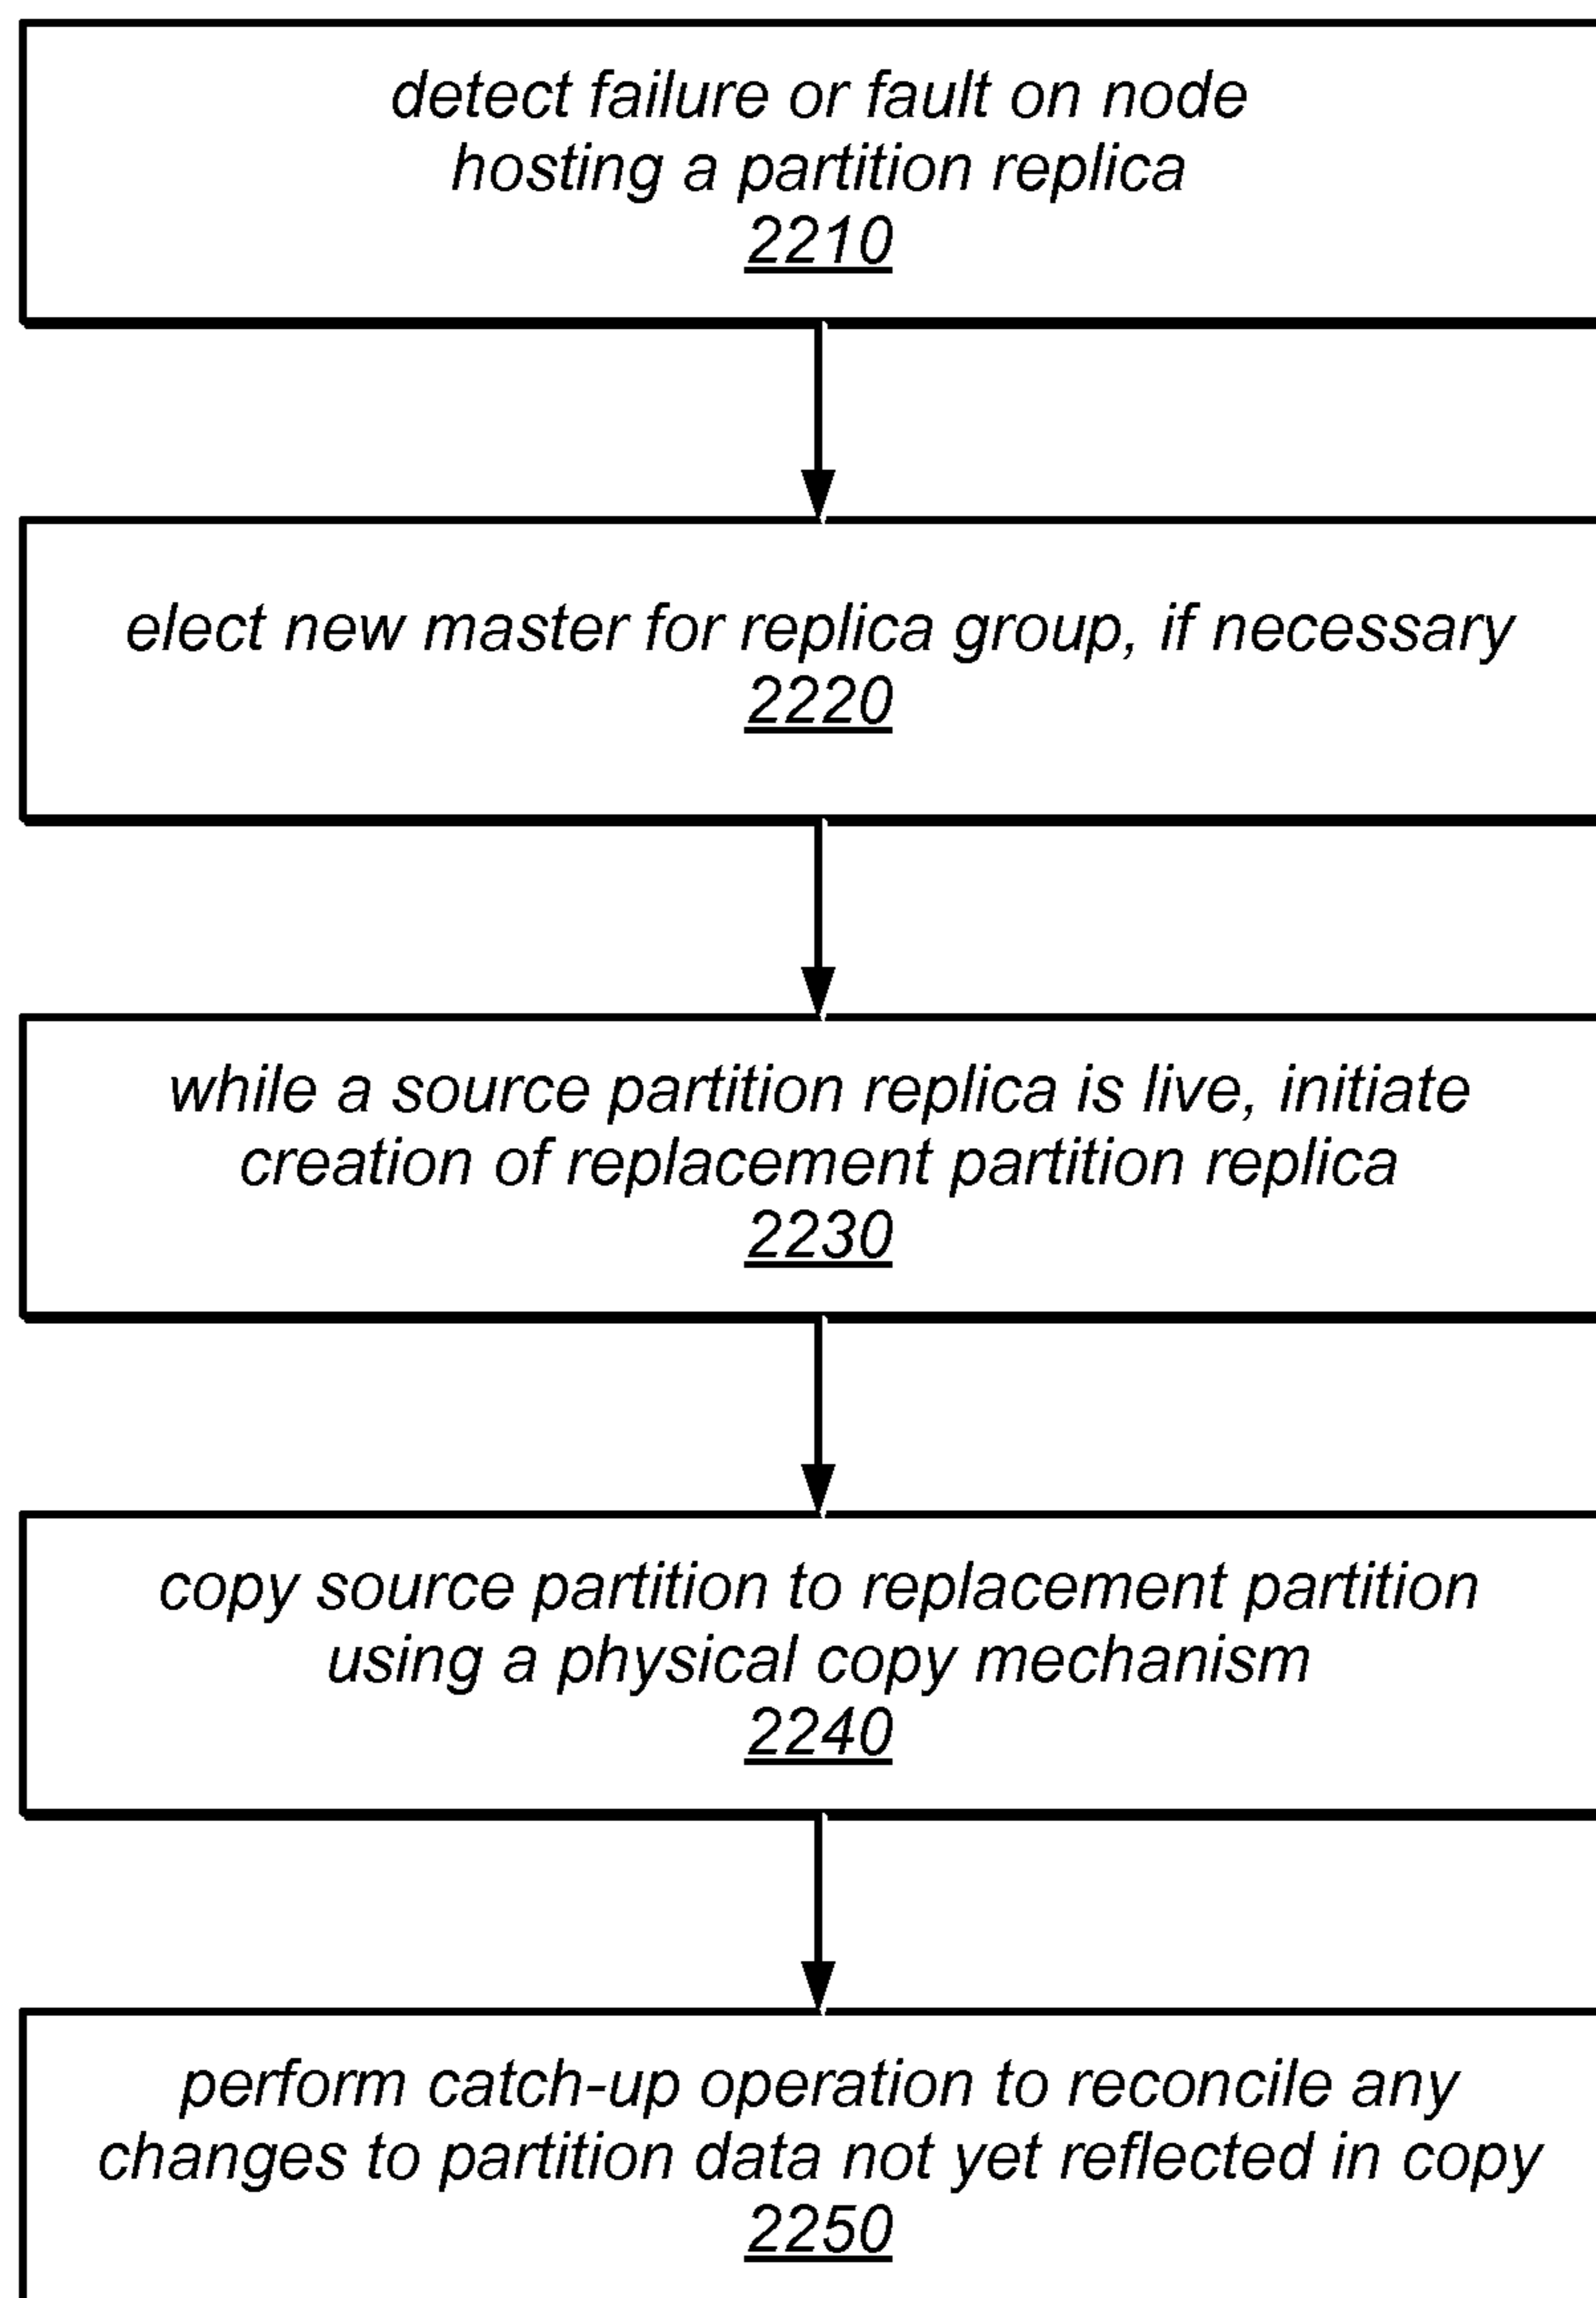 detect failure or fault on node
hosting a partition replica
2210
elect new master for replica group, if necessary
2220
while a source partition replica is live, initiate
creation of replacement partition replica
2230
copy source partition to replacement partition
using a physical copy mechanism
2240
perform catch-up operation to reconcile any
changes to partition data not yet reflected in copy
2250